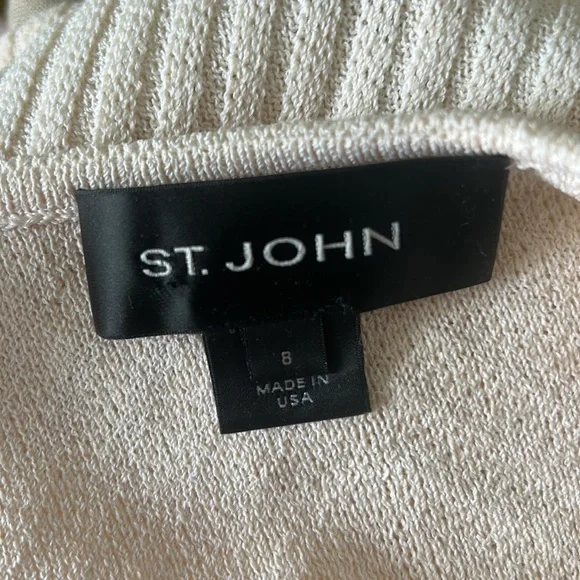 ST. JOHN
8
MADE IN
USA